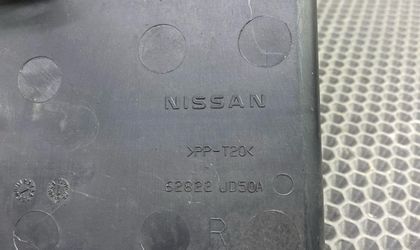 NISSAN
>PP-T20<
62822 JD50A
R